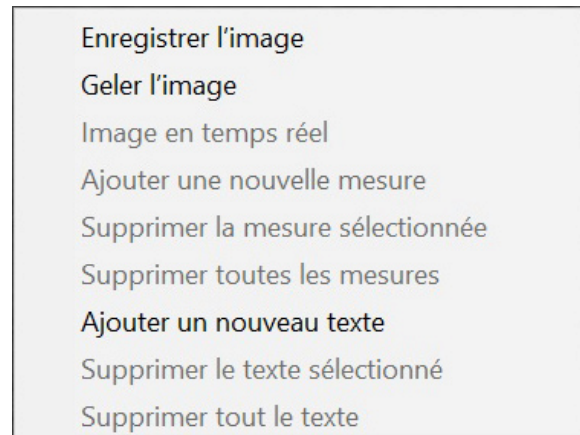 Enregistrer l'image
Geler l'image
Image en temps réel
Ajouter une nouvelle mesure
Supprimer la mesure sélectionnée
Supprimer toutes les mesures
Ajouter un nouveau texte
Supprimer le texte sélectionné
Supprimer tout le texte